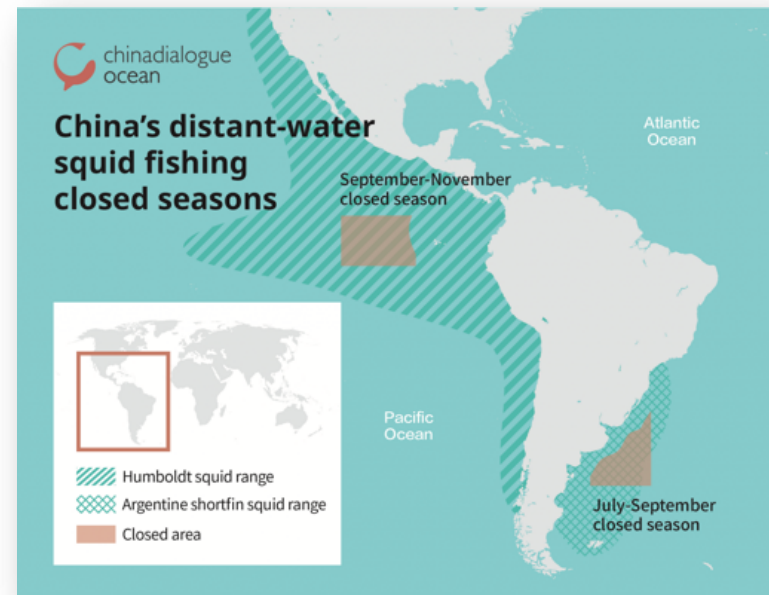 chinadialogue
ocean
China’s distant-water
squid fishing
closed seasons
Atlantic
Ocean
September-November
closed season
Pacific
Ocean
Humboldt squid range
Argentine shortfin squid range
Closed area
July-September
closed season